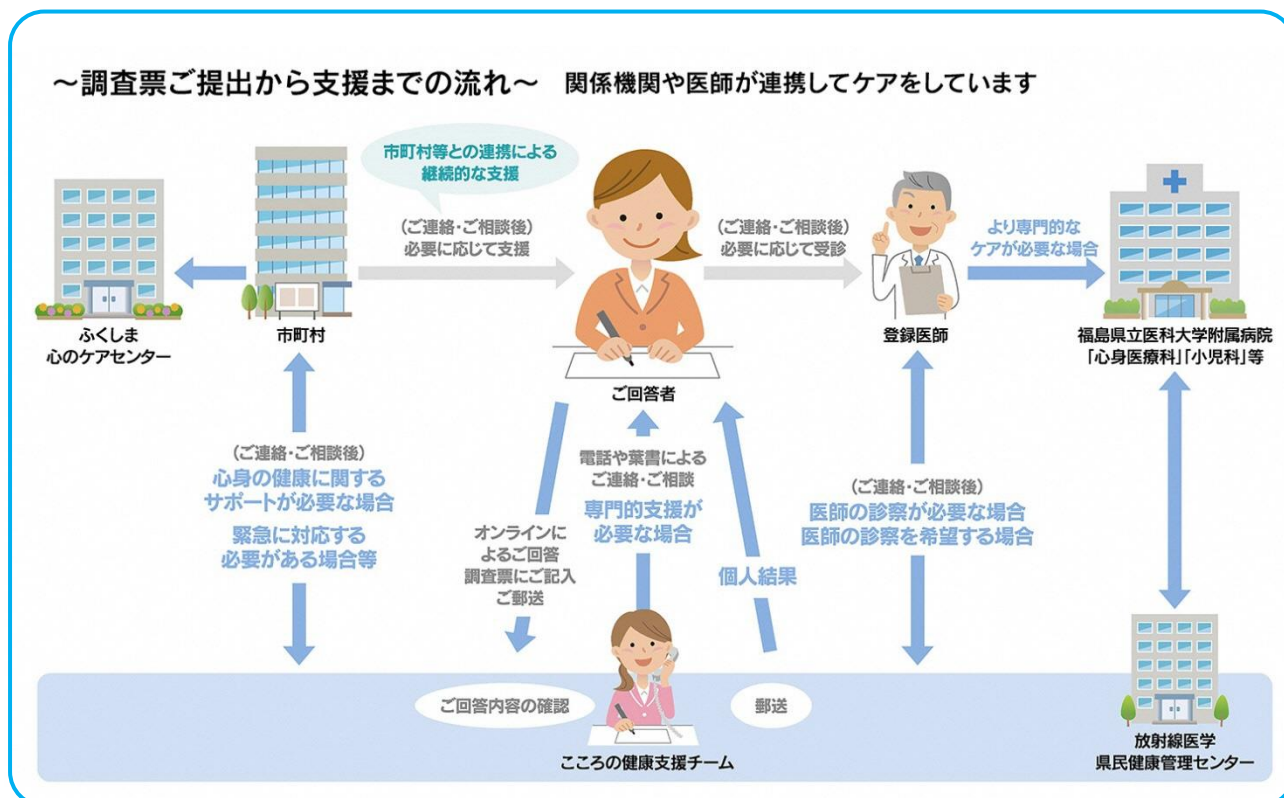 ～調査票ご提出から支援までの流れ～ 関係機関や医師が連携してケアをしています
市町村等との連携による
継続的な支援
(ご連絡・ご相談後)
必要に応じて支援
(ご連絡・ご相談後)
必要に応じて受診
より専門的な
ケアが必要な場合
ふくしま
心のケアセンター
市町村
ご回答者
登録医師
福島県立医科大学附属病院
「心身医療科」「小児科」等
(ご連絡・ご相談後)
心身の健康に関する
サポートが必要な場合
緊急に対応する
必要がある場合等
オンラインに
よるご回答
調査票にご記入
ご郵送
電話や葉書による
ご連絡・ご相談
専門的支援が
必要な場合
個人結果
(ご連絡・ご相談後)
医師の診察が必要な場合
医師の診察を希望する場合
ご回答内容の確認
郵送
こころの健康支援チーム
放射線医学
県民健康管理センター